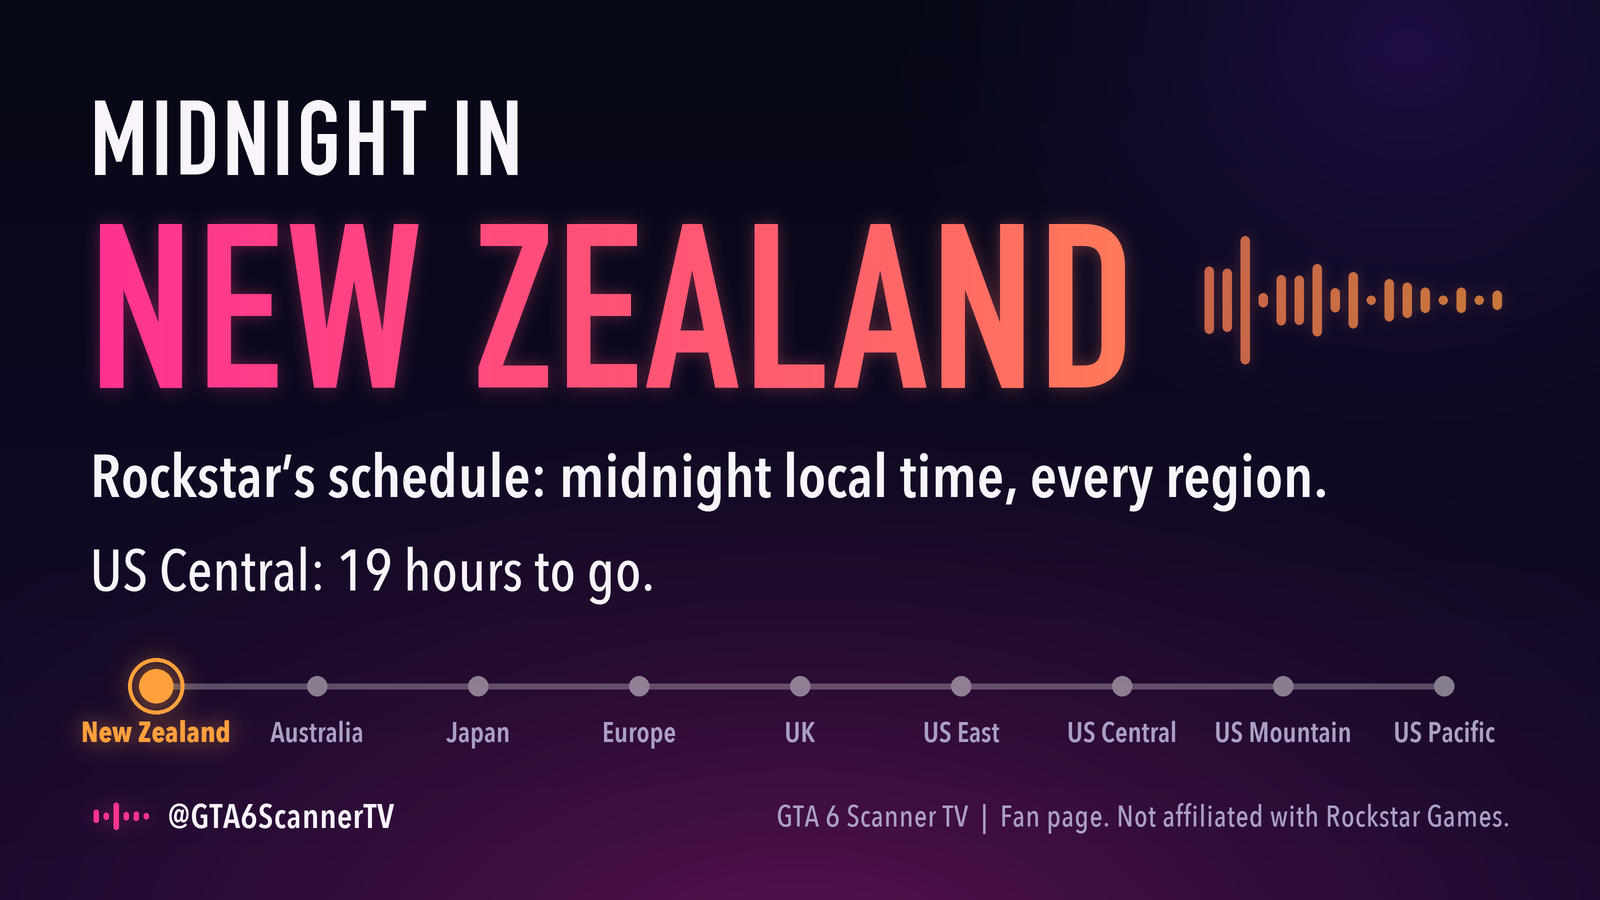 MIDNIGHT IN
NEW ZEALAND
Rockstar's schedule: midnight local time, every region.
US Central: 19 hours to go.
New Zealand Australia Japan Europe UK US East US Central US Mountain US Pacific
@GTA6ScannerTV GTA 6 Scanner TV | Fan page. Not affiliated with Rockstar Games.